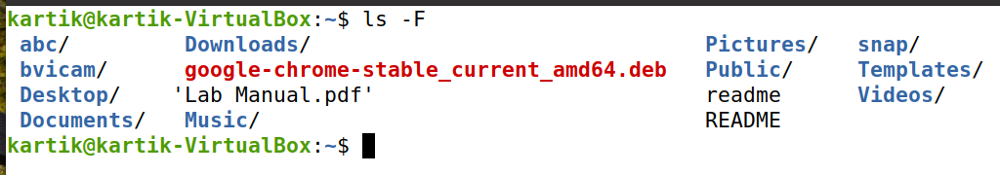 kartik@kartik-VirtualBox:~$ ls -F
abc/ Downloads/ Pictures/ snap/
bvicam/ google-chrome-stable_current_amd64.deb Public/ Templates/
Desktop/ 'Lab Manual.pdf' readme Videos/
Documents/ Music/ README
kartik@kartik-VirtualBox:~$